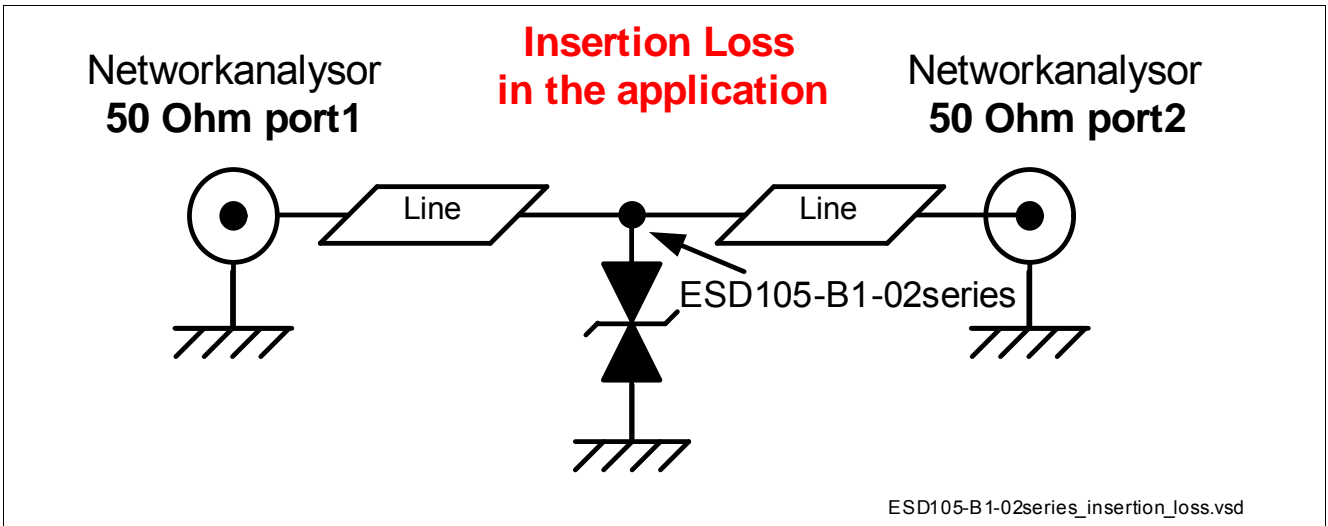 Insertion Loss
in the application
Networkanalysor
50 Ohm port1
Networkanalysor
50 Ohm port2
Line
Line
ESD105-B1-02series
ESD105-B1-02series_insertion_loss.vsd